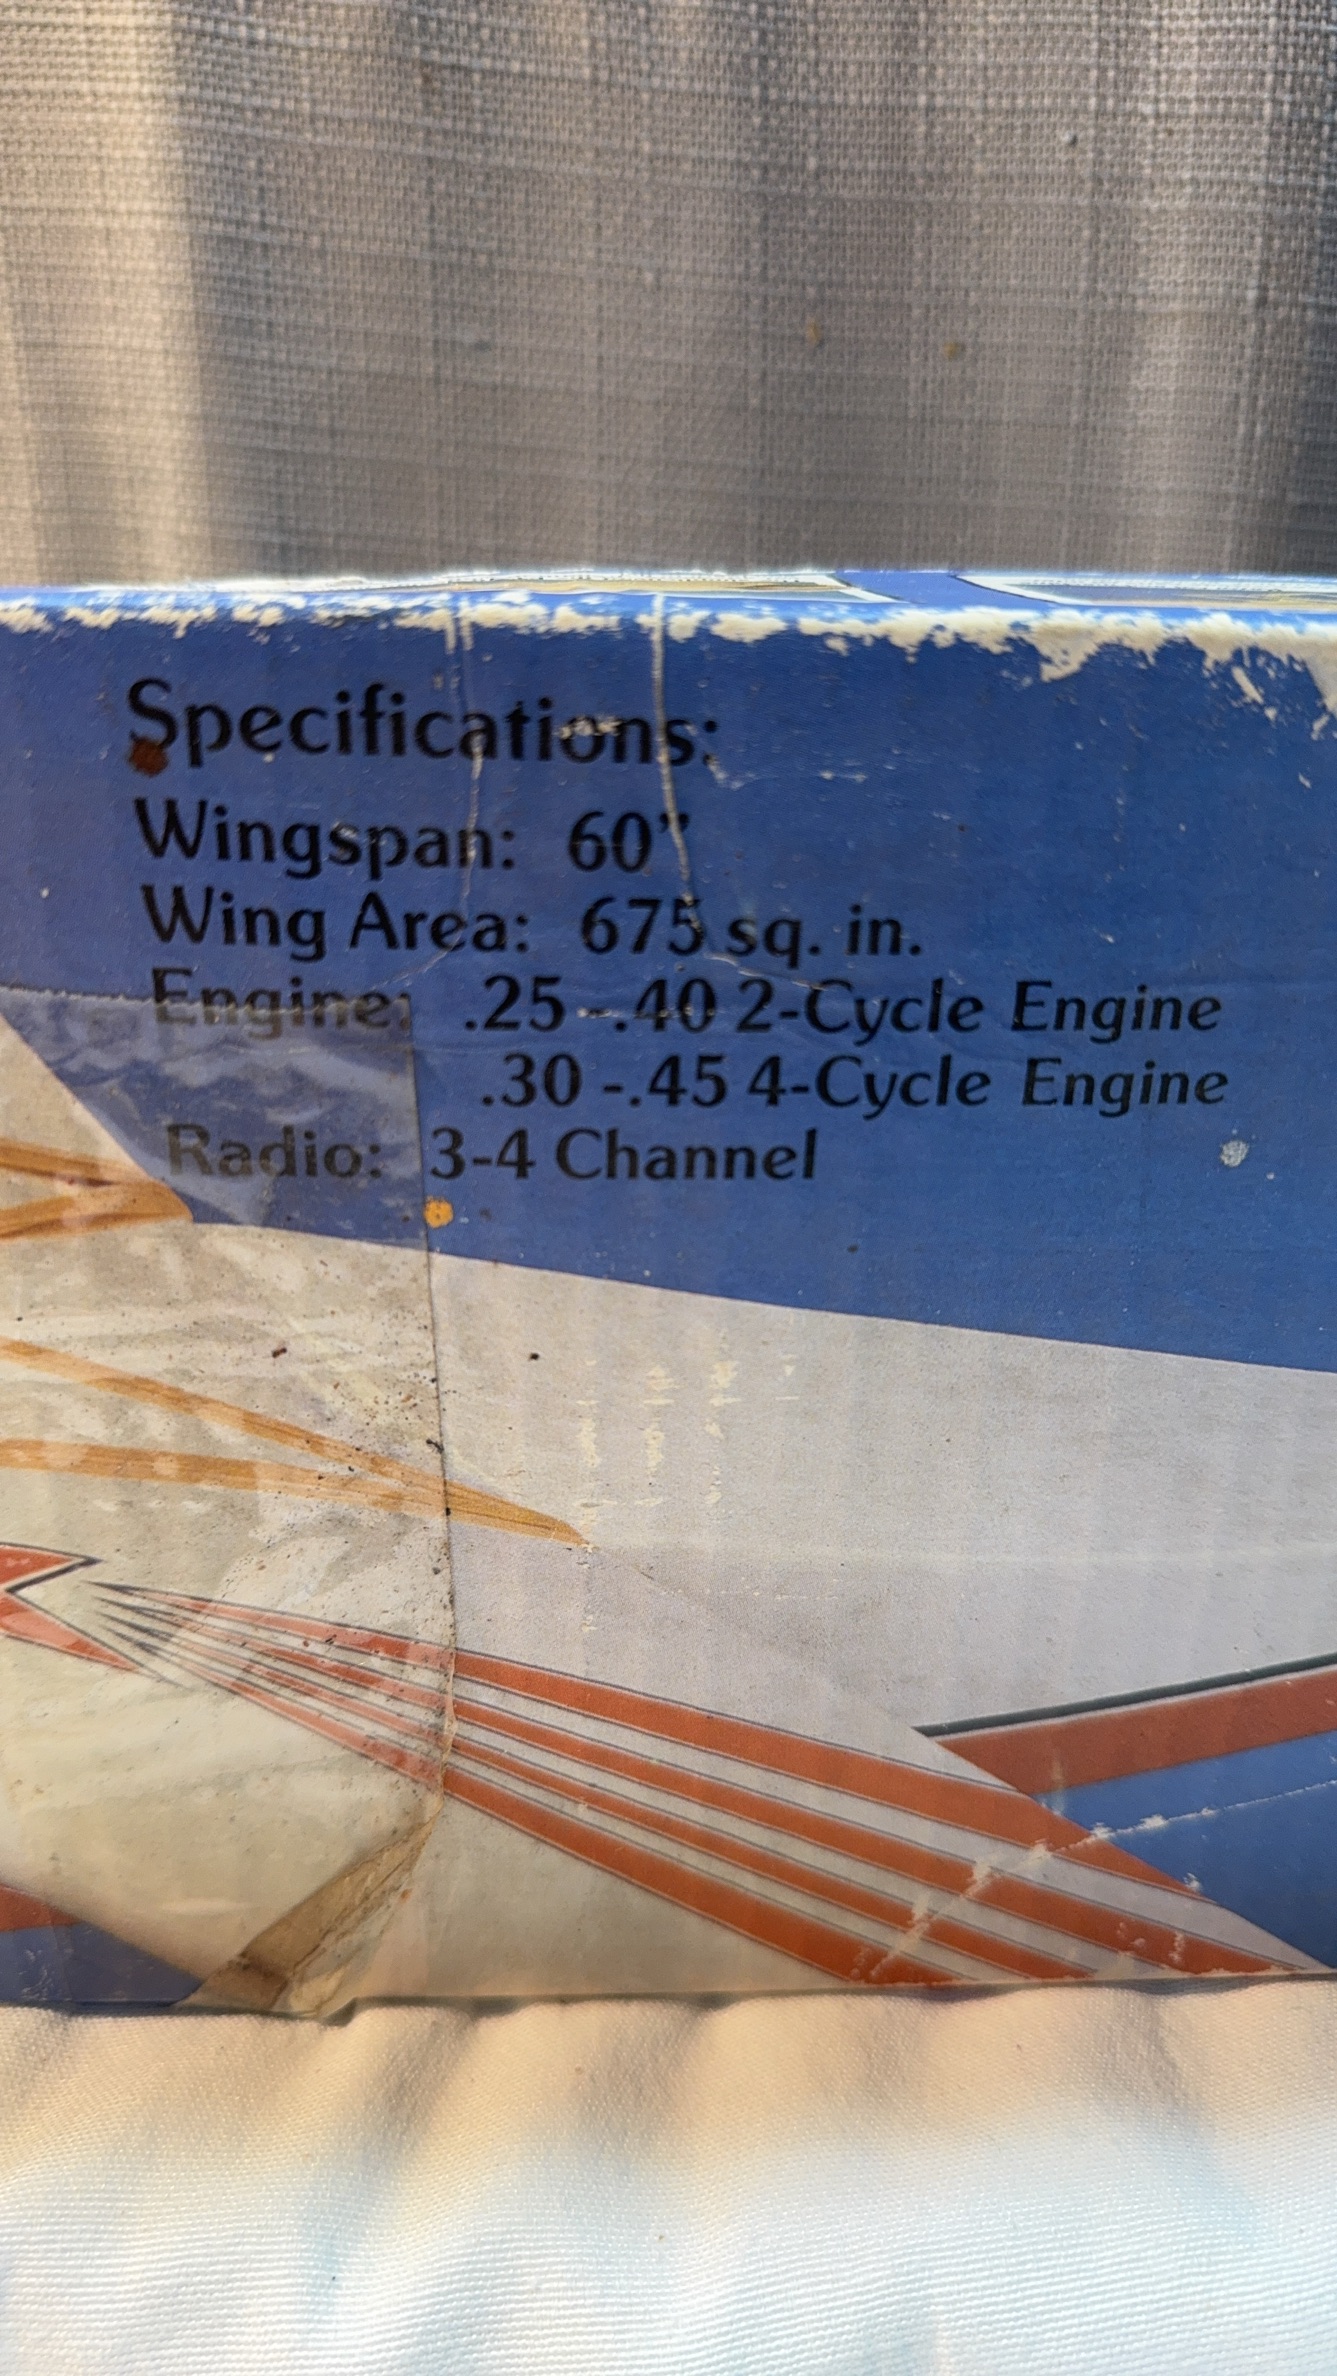 Specifications:
Wingspan: 60”
Wing Area: 675 sq. in.
Engine: .25 -.40 2-Cycle Engine
.30 -.45 4-Cycle Engine
Radio: 3-4 Channel